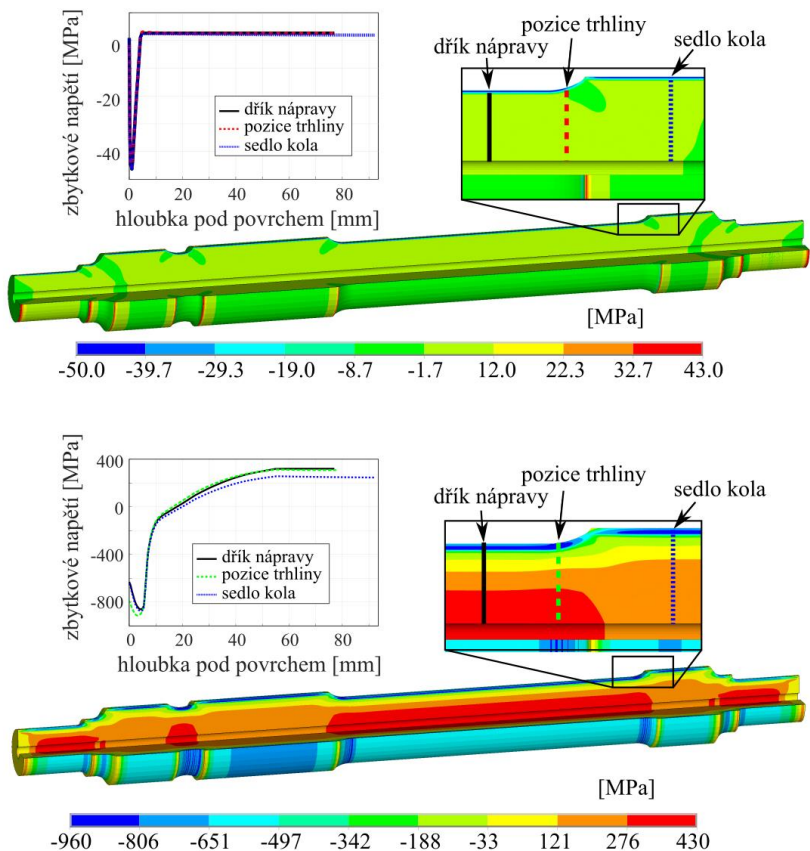 zbytkové napětí [MPa]
0
-20
-40
0
20
40
60
80
hloubka pod povrchem [mm]
dřík nápravy
pozice trhliny
sedlo kola
pozice trhliny
dřík nápravy
sedlo kola
[MPa]
-50.0 -39.7 -29.3 -19.0 -8.7 -1.7 12.0 22.3 32.7 43.0
zbytkové napětí [MPa]
400
0
-400
-800
0
20
40
60
80
hloubka pod povrchem [mm]
dřík nápravy
pozice trhliny
sedlo kola
pozice trhliny
dřík nápravy
sedlo kola
[MPa]
-960 -806 -651 -497 -342 -188 -33 121 276 430